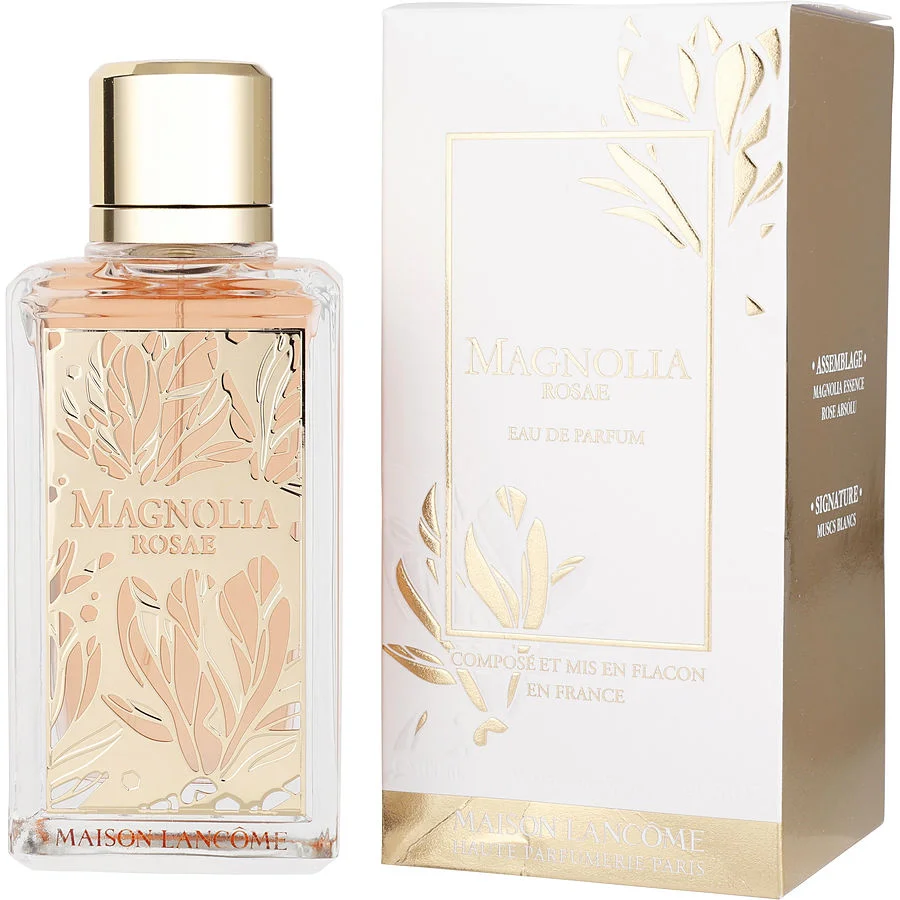 MAGNOLIA
ROSAE
MAISON LANCÔME
MAGNOLIA
ROSAE
EAU DE PARFUM
COMPOSÉ ET MIS EN FLACON
EN FRANCE
MAISON LANCÔME
HAUTE PARFUMERIE PARIS
• ASSEMBLAGE •
MAGNOLIA ESSENCE
ROSE ABSOLU
• SIGNATURE •
MUSCS BLANCS